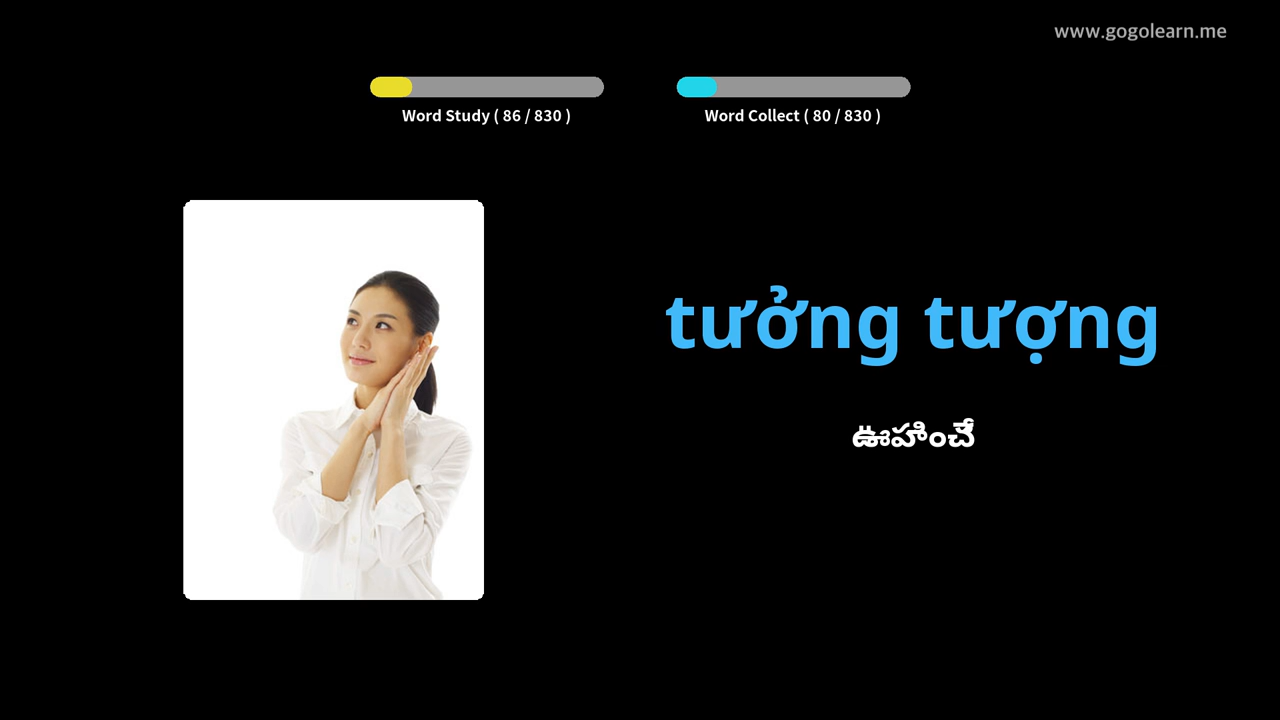 www.gogolearn.me
Word Study ( 86 / 830 )
Word Collect ( 80 / 830 )
tưởng tượng
ఊహించే